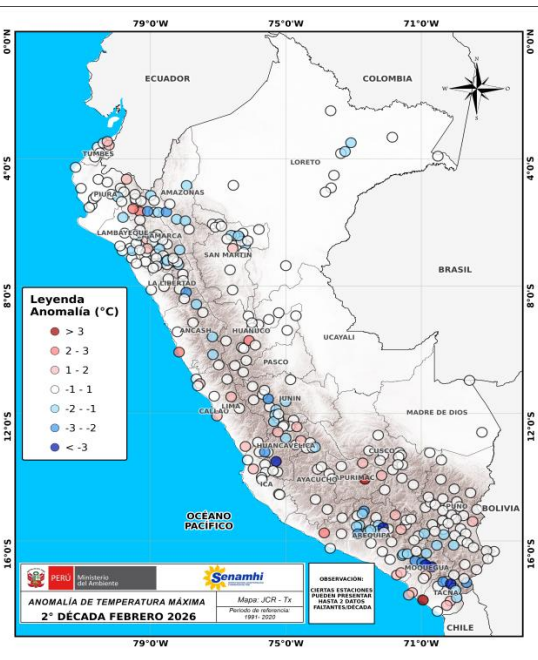 79°0'W 75°0'W 71°0'W
0°0'N
ECUADOR
COLOMBIA
N
W O
S
LORETO
TUMBES
4°0'S 4°0'S
PIURA
AMAZONAS
LAMBAYEQUE
CAJAMARCA
SAN MARTIN
BRASIL
LA LIBERTAD
8°0'S 8°0'S
Leyenda
Anomalía (°C)
> 3
2 - 3
1 - 2
-1 - 1
-2 - -1
-3 - -2
< -3
ANCASH
HUANUCO
UCAYALI
PASCO
JUNIN
LIMA
CALLAO
MADRE DE DIOS
12°0'S 12°0'S
HUANCAVELICA
CUSCO
ICA
AYACUCHO
APURIMAC
PUNO
BOLIVIA
OCÉANO
PACÍFICO
AREQUIPA
16°0'S 16°0'S
MOQUEGUA
TACNA
CHILE
PERÚ
Ministerio
del Ambiente
Senamhi
ANOMALÍA DE TEMPERATURA MÁXIMA
2° DÉCADA FEBRERO 2026
Mapa: JCR - Tx
Periodo de referencia:
1991- 2020
OBSERVACIÓN:
CIERTAS ESTACIONES
PUEDEN PRESENTAR
HASTA 2 DATOS
FALTANTES/DÉCADA
79°0'W 75°0'W 71°0'W